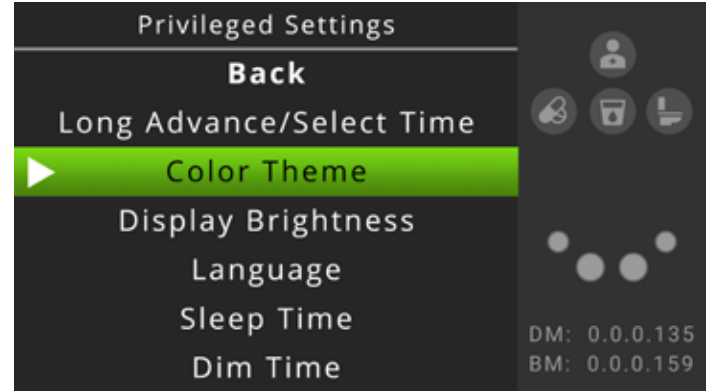 Privileged Settings
Back
Long Advance/Select Time
Color Theme
Display Brightness
Language
Sleep Time
Dim Time
DM: 0.0.0.135
BM: 0.0.0.159